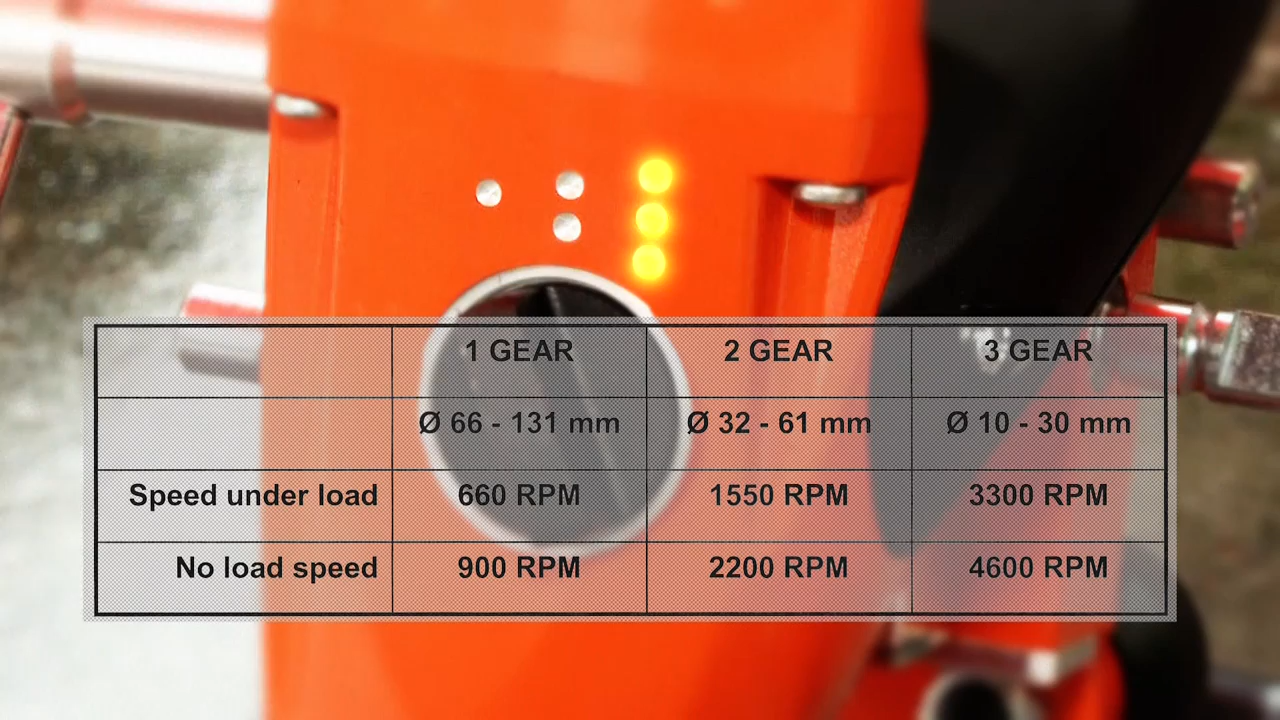 1 GEAR 2 GEAR 3 GEAR
Ø 66 - 131 mm Ø 32 - 61 mm Ø 10 - 30 mm
Speed under load 660 RPM 1550 RPM 3300 RPM
No load speed 900 RPM 2200 RPM 4600 RPM